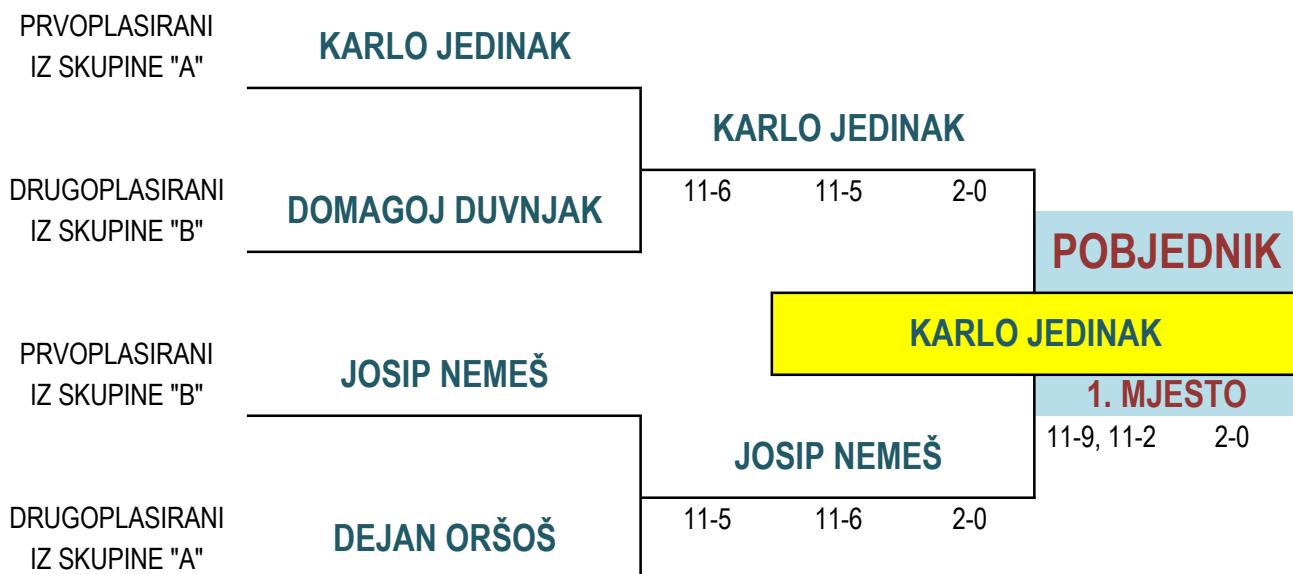 PRVOPLASIRANI
IZ SKUPINE "A"
KARLO JEDINAK
KARLO JEDINAK
DRUGOPLASIRANI
IZ SKUPINE "B"
DOMAGOJ DUVNJAK
11-6 11-5 2-0
POBJEDNIK
KARLO JEDINAK
PRVOPLASIRANI
IZ SKUPINE "B"
JOSIP NEMEŠ
1. MJESTO
11-9, 11-2 2-0
JOSIP NEMEŠ
DRUGOPLASIRANI
IZ SKUPINE "A"
DEJAN ORŠOŠ
11-5 11-6 2-0